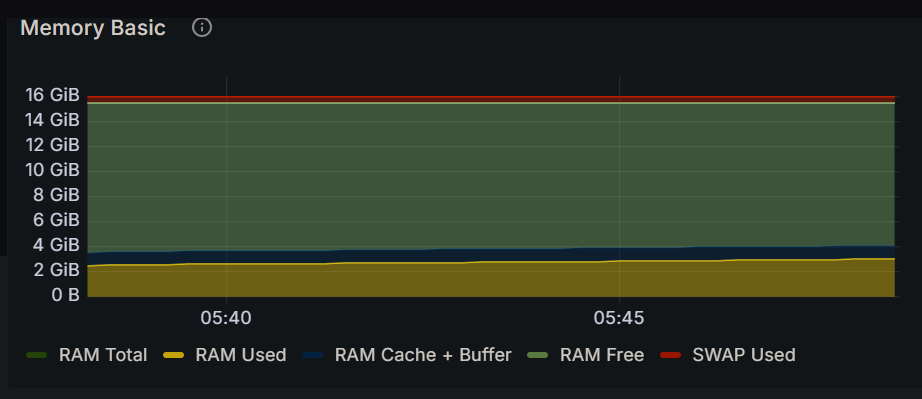 Memory Basic
16 GiB
14 GiB
12 GiB
10 GiB
8 GiB
6 GiB
4 GiB
2 GiB
0 B
05:40 05:45
RAM Total RAM Used RAM Cache + Buffer RAM Free SWAP Used